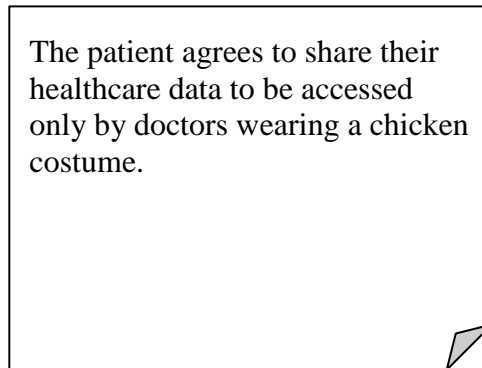 The patient agrees to share their
healthcare data to be accessed
only by doctors wearing a chicken
costume.